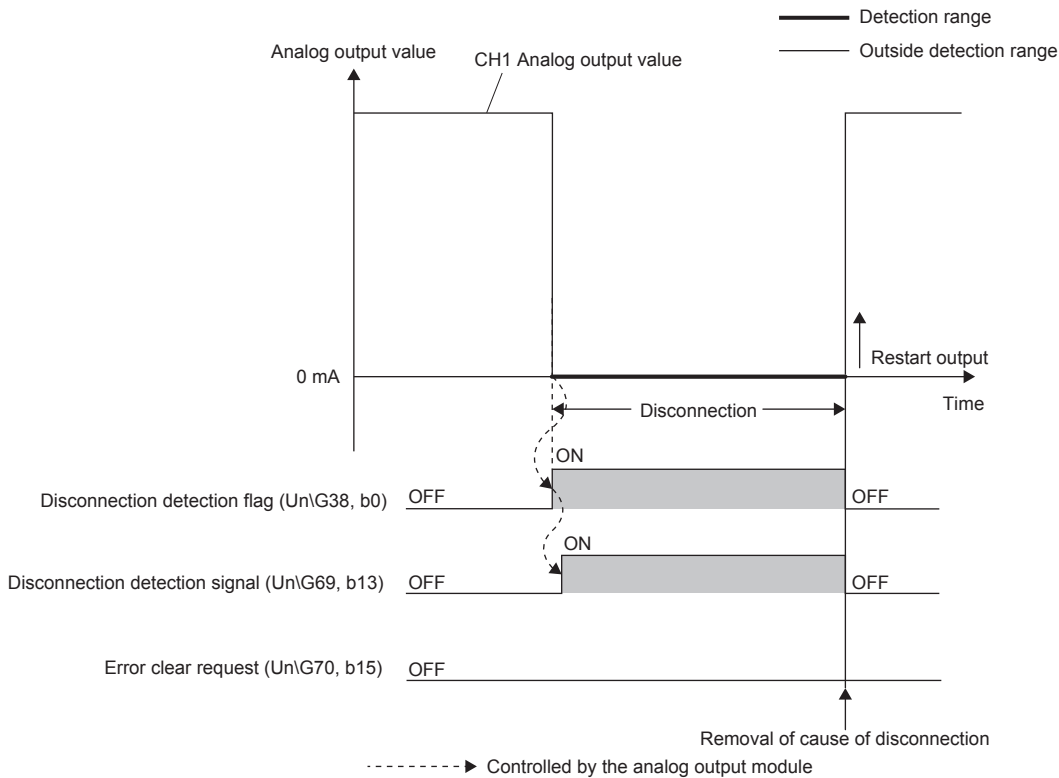 Detection range
Outside detection range
Analog output value
CH1 Analog output value
0 mA
Restart output
Time
Disconnection
ON
Disconnection detection flag (Un\G38, b0)
OFF
OFF
ON
Disconnection detection signal (Un\G69, b13)
OFF
OFF
Error clear request (Un\G70, b15)
OFF
Removal of cause of disconnection
Controlled by the analog output module